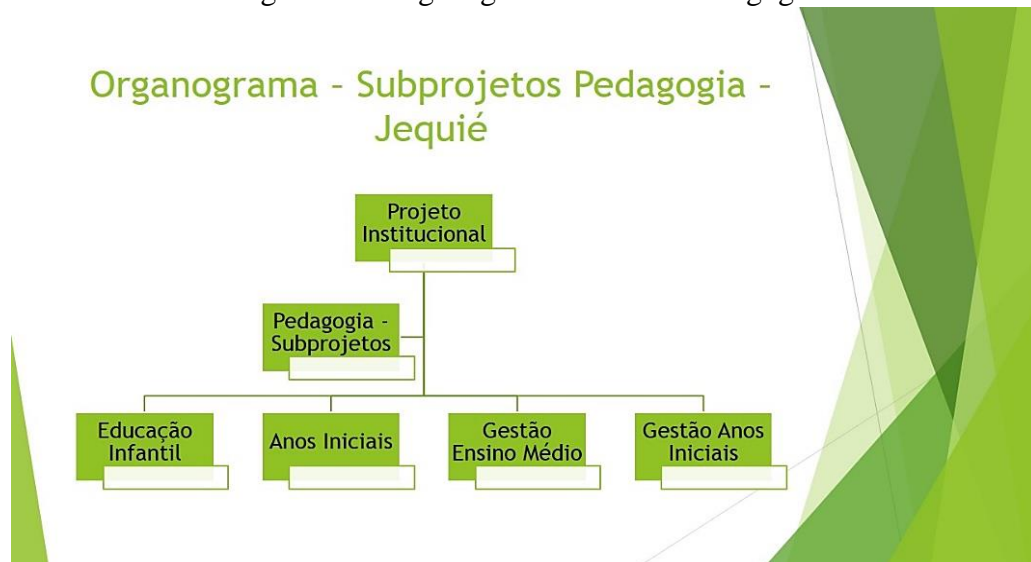 Organograma - Subprojetos Pedagogia -
Jequié
Projeto
Institucional
Pedagogia -
Subprojetos
Educação
Infantil
Anos Iniciais
Gestão
Ensino Médio
Gestão Anos
Iniciais